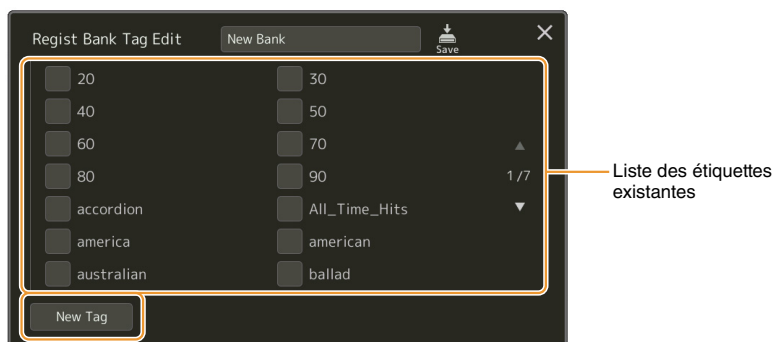 Regist Bank Tag Edit New Bank Save
20 30
40 50
60 70
80 90 1/7
accordion All_Time_Hits
america american
australian ballad
New Tag
Liste des étiquettes
existantes